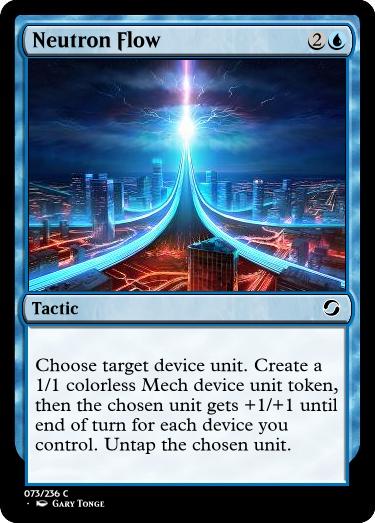 Neutron Flow 2
Tactic
Choose target device unit. Create a
1/1 colorless Mech device unit token,
then the chosen unit gets +1/+1 until
end of turn for each device you
control. Untap the chosen unit.
073/236 C
· Gary Tonge